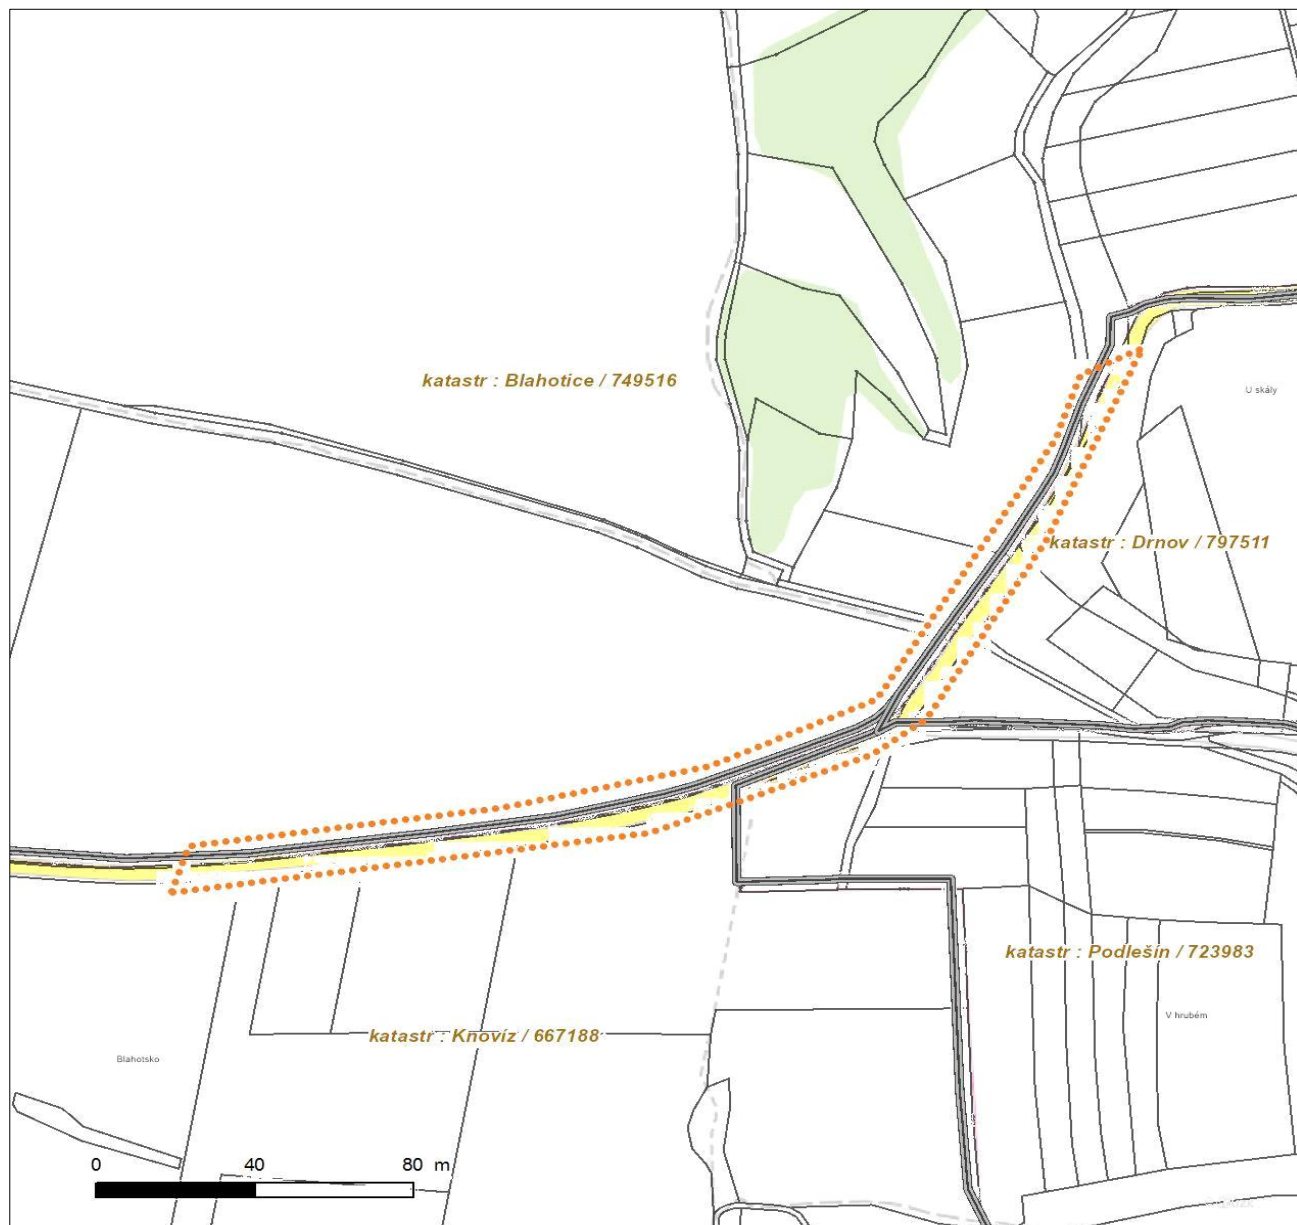 katastr : Blahotice / 749516
U skály
katastr : Drnov / 797511
katastr : Podlešín / 723983
V hrubém
katastr : Knovíz / 667188
Blahotsko
0 40 80 m